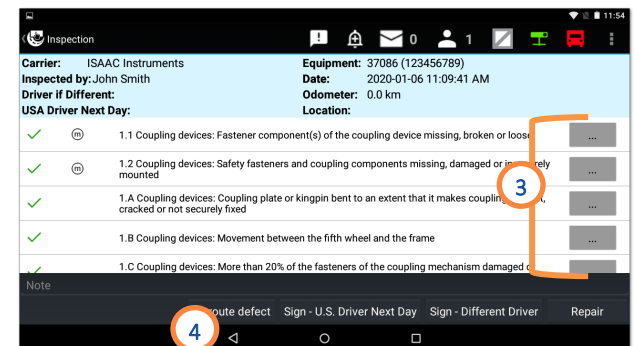 11:54
Inspection 0 1
Carrier: ISAAC Instruments Equipment: 37086 (123456789)
Inspected by: John Smith Date: 2020-01-06 11:09:41 AM
Driver if Different: Odometer: 0.0 km
USA Driver Next Day: Location:
m 1.1 Coupling devices: Fastener component(s) of the coupling device missing, broken or loose ...
m 1.2 Coupling devices: Safety fasteners and coupling components missing, damaged or
mounted ...
3
1.A Coupling devices: Coupling plate or kingpin bent to an extent that it makes coupling
cracked or not securely fixed ...
1.B Coupling devices: Movement between the fifth wheel and the frame ...
1.C Coupling devices: More than 20% of the fasteners of the coupling mechanism damaged
Note
route defect Sign - U.S. Driver Next Day Sign - Different Driver Repair
4